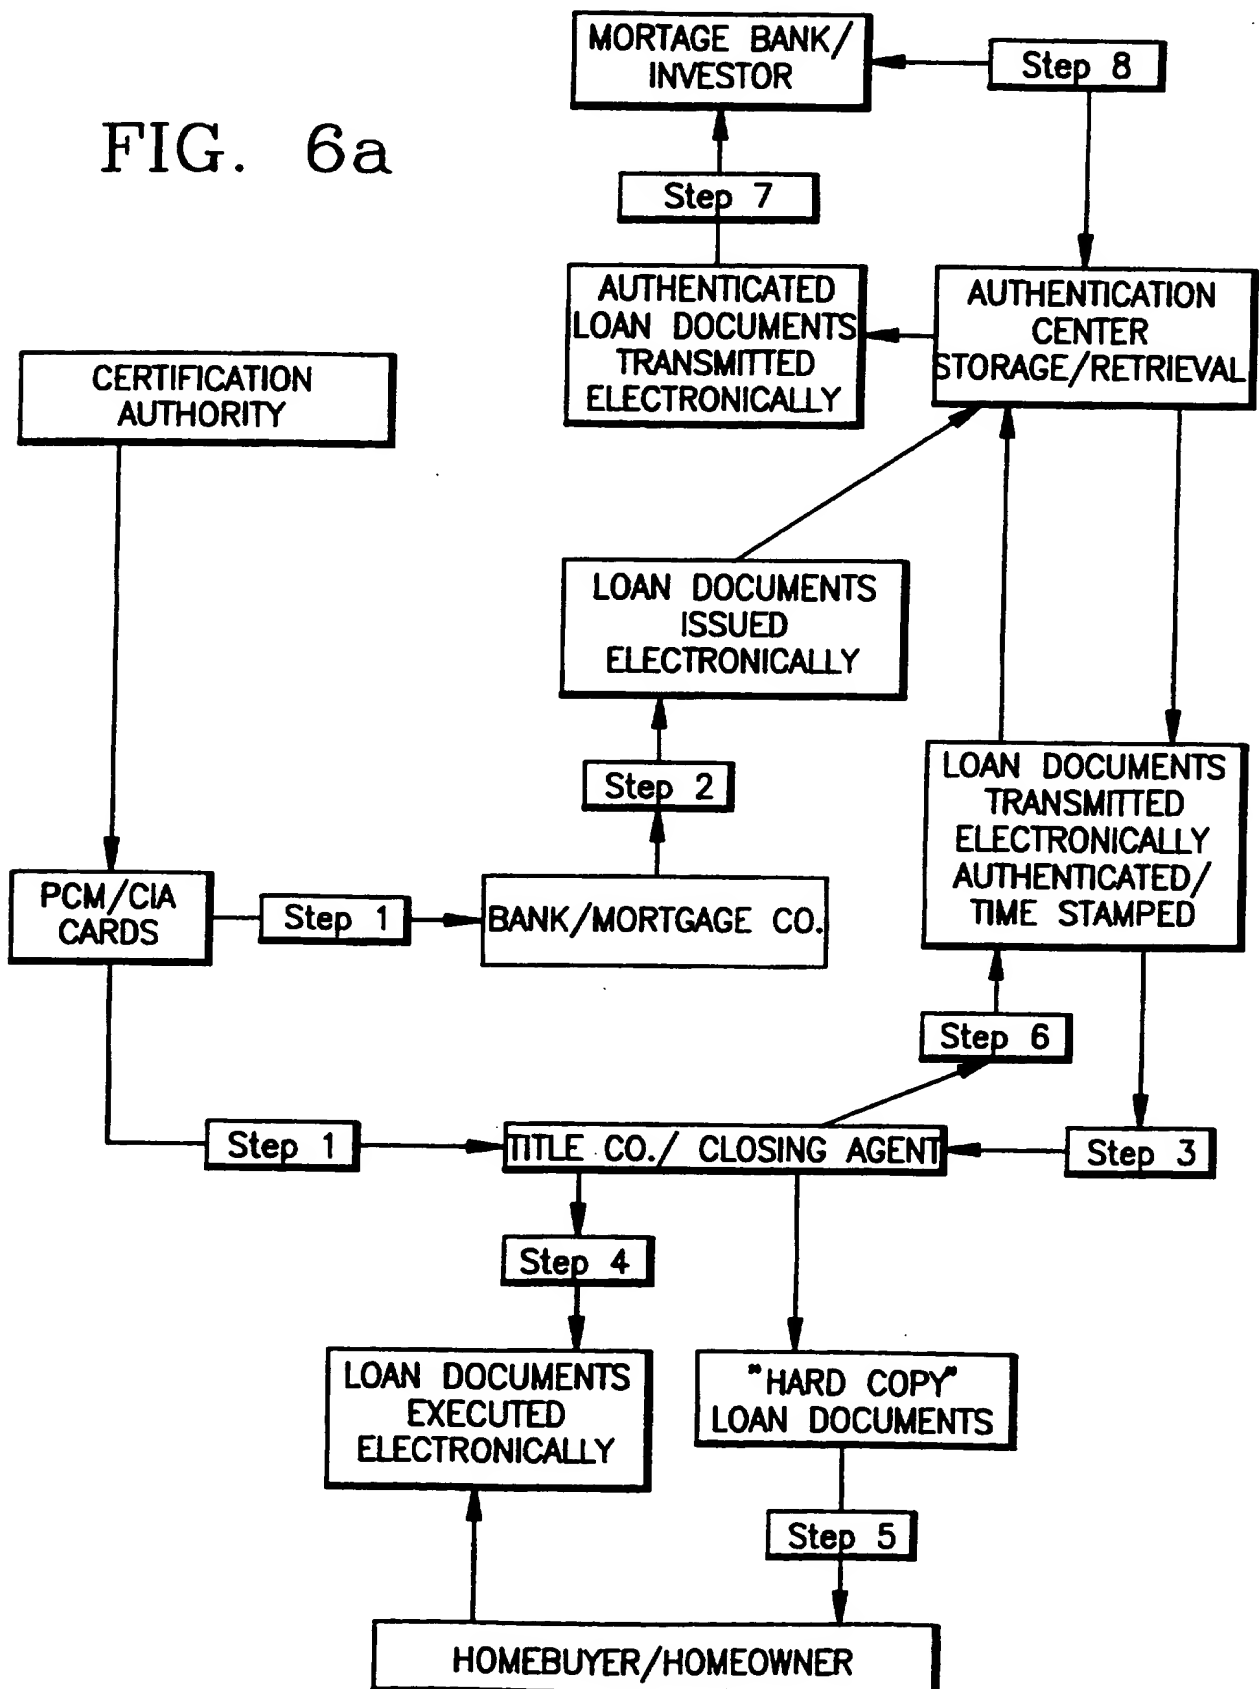 MORTAGE BANK/
INVESTOR
Step 8
FIG. 6a
Step 7
AUTHENTICATED
LOAN DOCUMENTS
TRANSMITTED
ELECTRONICALLY
AUTHENTICATION
CENTER
STORAGE/RETRIEVAL
CERTIFICATION
AUTHORITY
LOAN DOCUMENTS
ISSUED
ELECTRONICALLY
Step 2
LOAN DOCUMENTS
TRANSMITTED
ELECTRONICALLY
AUTHENTICATED/
TIME STAMPED
PCM/CIA
CARDS
Step 1
BANK/MORTGAGE CO.
Step 6
Step 1
TITLE CO./ CLOSING AGENT
Step 3
Step 4
LOAN DOCUMENTS
EXECUTED
ELECTRONICALLY
"HARD COPY"
LOAN DOCUMENTS
Step 5
HOMEBUYER/HOMEOWNER